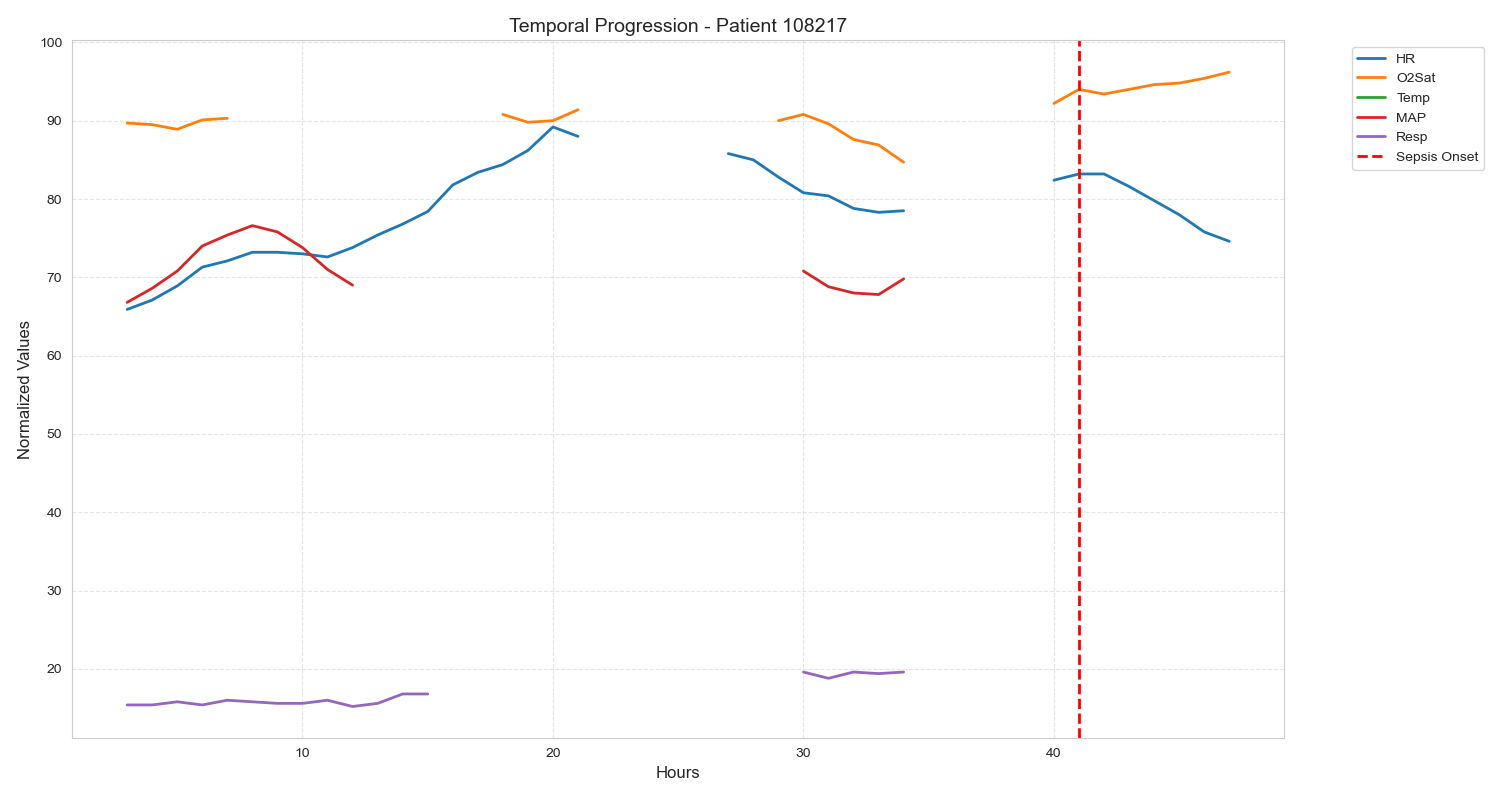 Temporal Progression - Patient 108217
100
90
80
70
60
50
40
30
20
Normalized Values
10
20
30
40
Hours
HR
O2Sat
Temp
MAP
Resp
Sepsis Onset